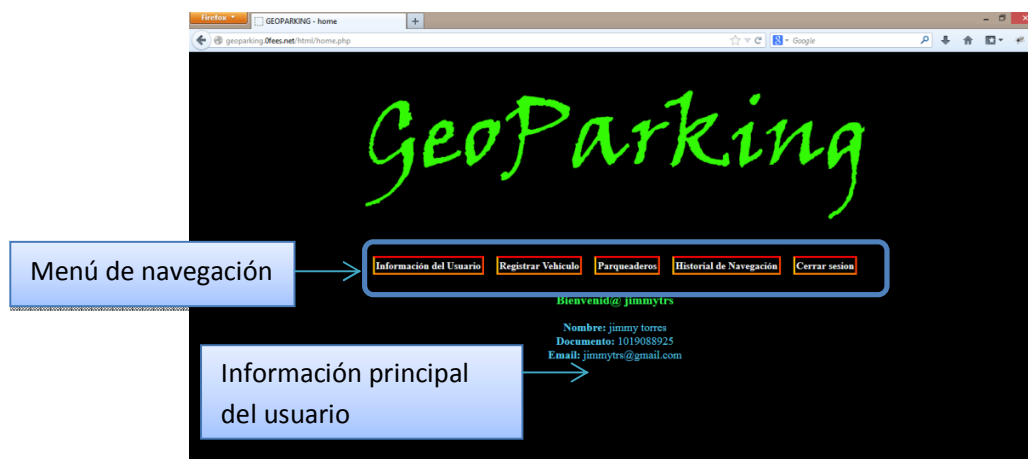 Firefox
GEOPARKING - home
geoparking.0fees.net/html/home.php
Google
GeoParking
Menú de navegación
Información del Usuario Registrar Vehículo Parqueaderos Historial de Navegación Cerrar sesion
Bienvenid@ jimmytrs
Nombre: jimmy torres
Documento: 1019088925
Email: jimmytrs@gmail.com
Información principal
del usuario